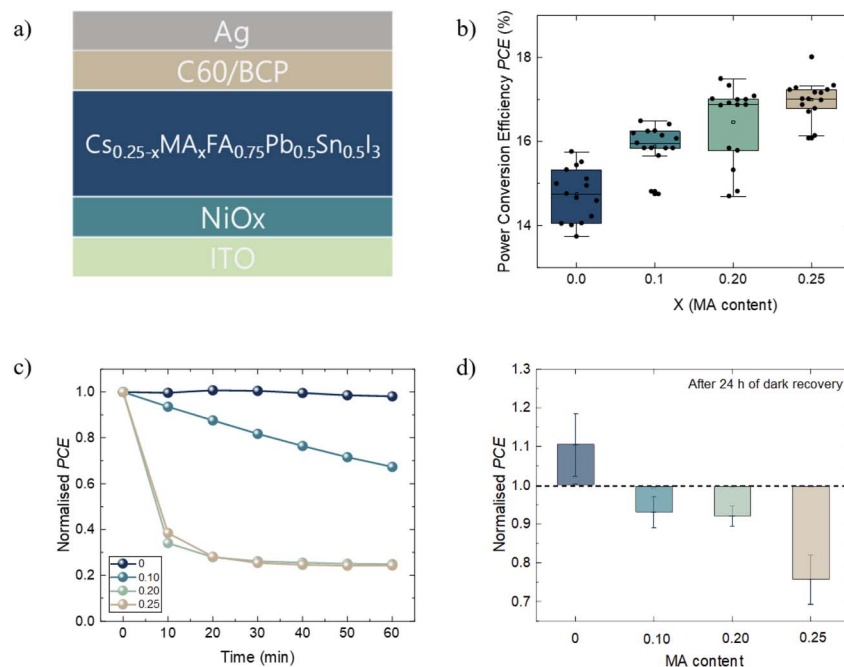 a)
Ag
C60/BCP
Cs0.25-xMAxFA0.75Pb0.5Sn0.5I3
NiOx
ITO
b)
Power Conversion Efficiency PCE (%)
18
16
14
0.0 0.1 0.20 0.25
X (MA content)
c)
Normalised PCE
1.0
0.8
0.6
0.4
0.2
0.0
0
0.10
0.20
0.25
0 10 20 30 40 50 60
Time (min)
d)
After 24 h of dark recovery
Normalised PCE
1.3
1.2
1.1
1.0
0.9
0.8
0.7
0 0.10 0.20 0.25
MA content